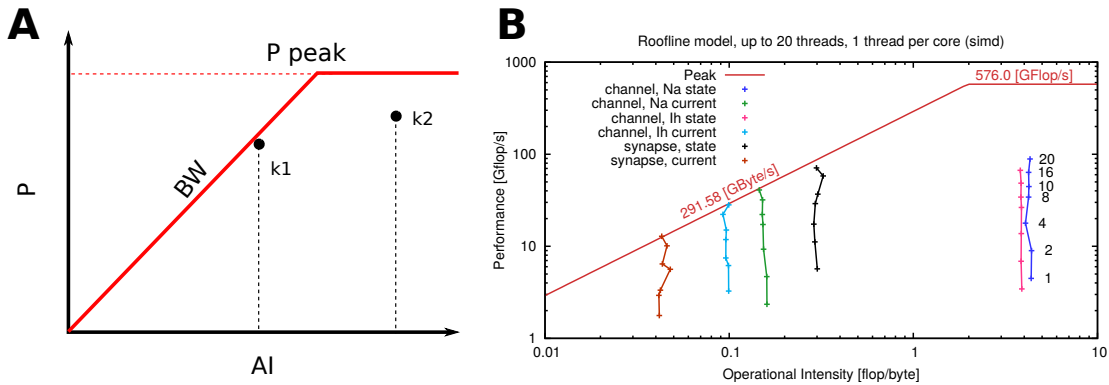 A
P peak
BW
k1
k2
P
AI
B
Roofline model, up to 20 threads, 1 thread per core (simd)
Peak
channel, Na state
channel, Na current
channel, Ih state
channel, Ih current
synapse, state
synapse, current
576.0 [GFlop/s]
291.58 [GByte/s]
20
16
10
8
4
2
1
Performance [Gflop/s]
1000
100
10
1
0.01
0.1
1
10
Operational Intensity [flop/byte]